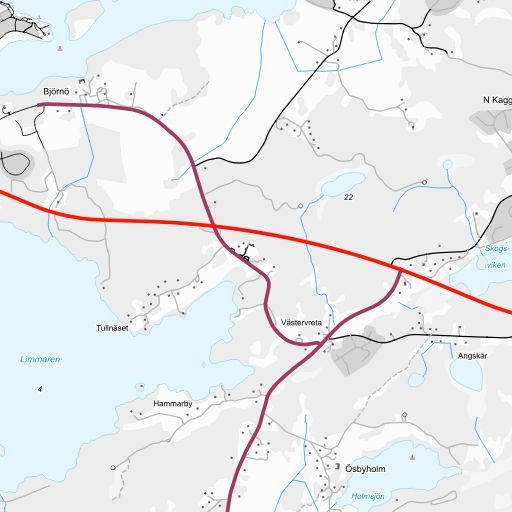 Björnö
N Kagg
22
Skogs-
viken
Tullnäset
Västervreta
Limmaren
Angskär
4
Hammarby
Ösbyholm
Holmsjön